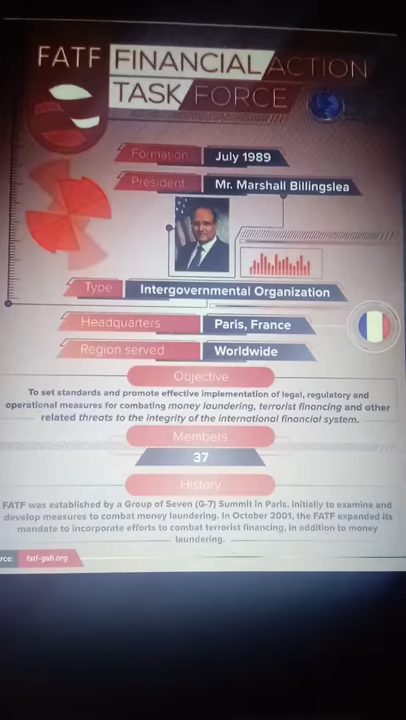 FATF FINANCIAL ACTION
TASK FORCE
Formation July 1989
President Mr. Marshall Billingslea
Type Intergovernmental Organization
Headquarters Paris, France
Region served Worldwide
Objective
To set standards and promote effective implementation of legal, regulatory and
operational measures for combating money laundering, terrorist financing and other
related threats to the integrity of the international financial system.
Members
37
History
FATF was established by a Group of Seven (G-7) Summit in Paris, initially to examine and
develop measures to combat money laundering. In October 2001, the FATF expanded its
mandate to incorporate efforts to combat terrorist financing, in addition to money
laundering.
rce: fatf-gafi.org